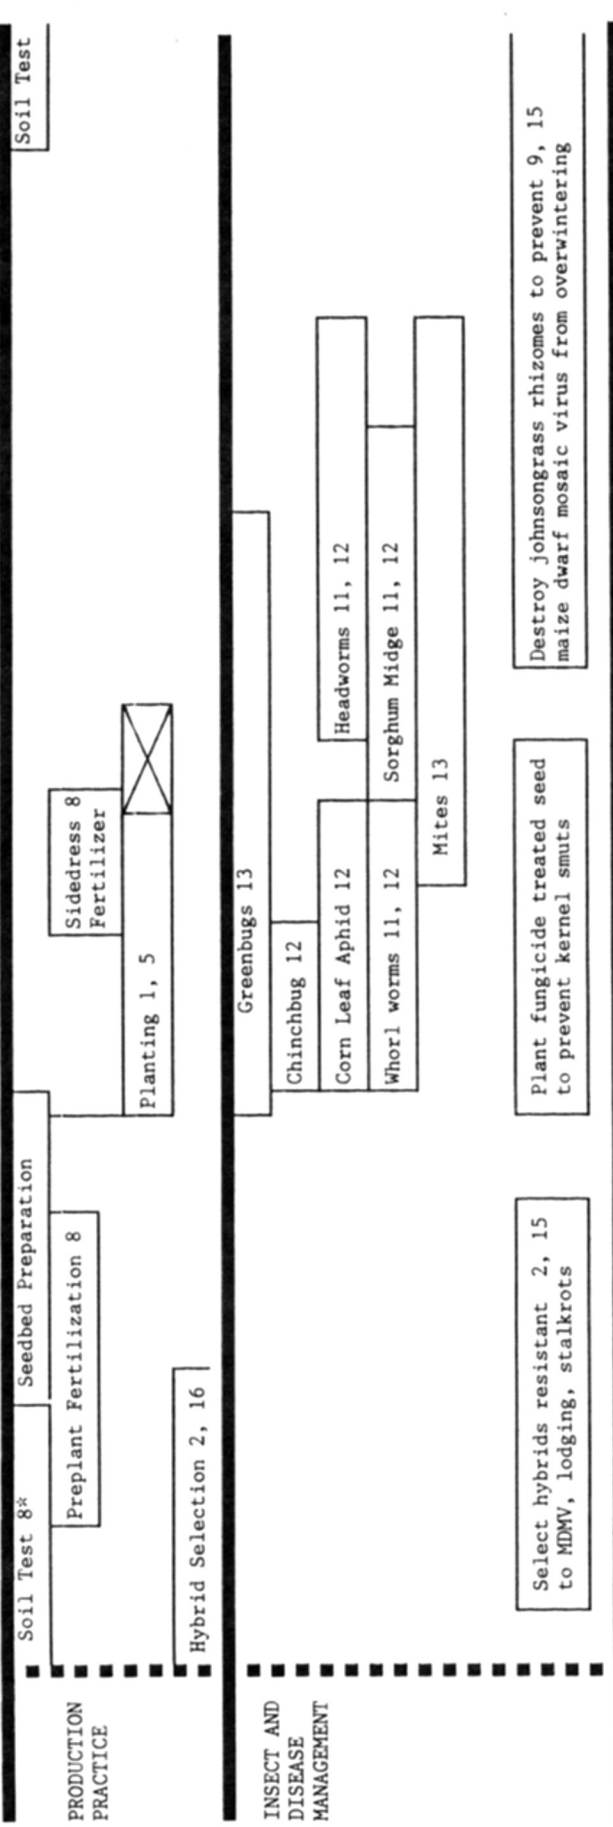 PRODUCTION
PRACTICE
Soil Test 8*
Seedbed Preparation
Soil Test
Preplant Fertilization 8
Sidedress 8
Fertilizer
Planting 1, 5
Hybrid Selection 2, 16
INSECT AND
DISEASE
MANAGEMENT
Greenbugs 13
Chinchbug 12
Corn Leaf Aphid 12
Headworms 11, 12
Whorl worms 11, 12
Sorghum Midge 11, 12
Mites 13
Select hybrids resistant 2, 15
to MDMV, lodging, stalkrots
Plant fungicide treated seed
to prevent kernel smuts
Destroy johnsongrass rhizomes to prevent 9, 15
maize dwarf mosaic virus from overwintering